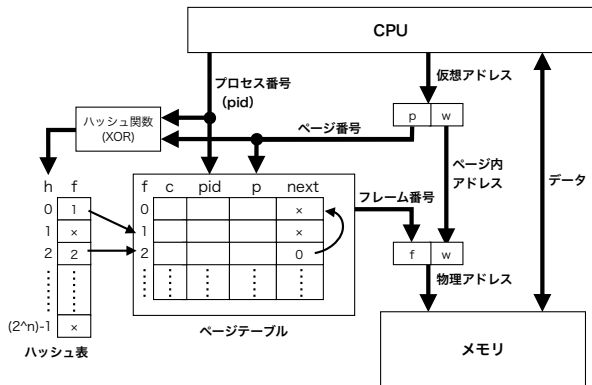 CPU
プロセス番号
(pid)
仮想アドレス
ハッシュ関数
(XOR)
ページ番号
p w
ページ内
アドレス
データ
h f
0 1
1 ×
2 2
(2^n)-1 ×
ハッシュ表
f c pid p next
0 ×
1 ×
2 0
ページテーブル
フレーム番号
f w
物理アドレス
メモリ